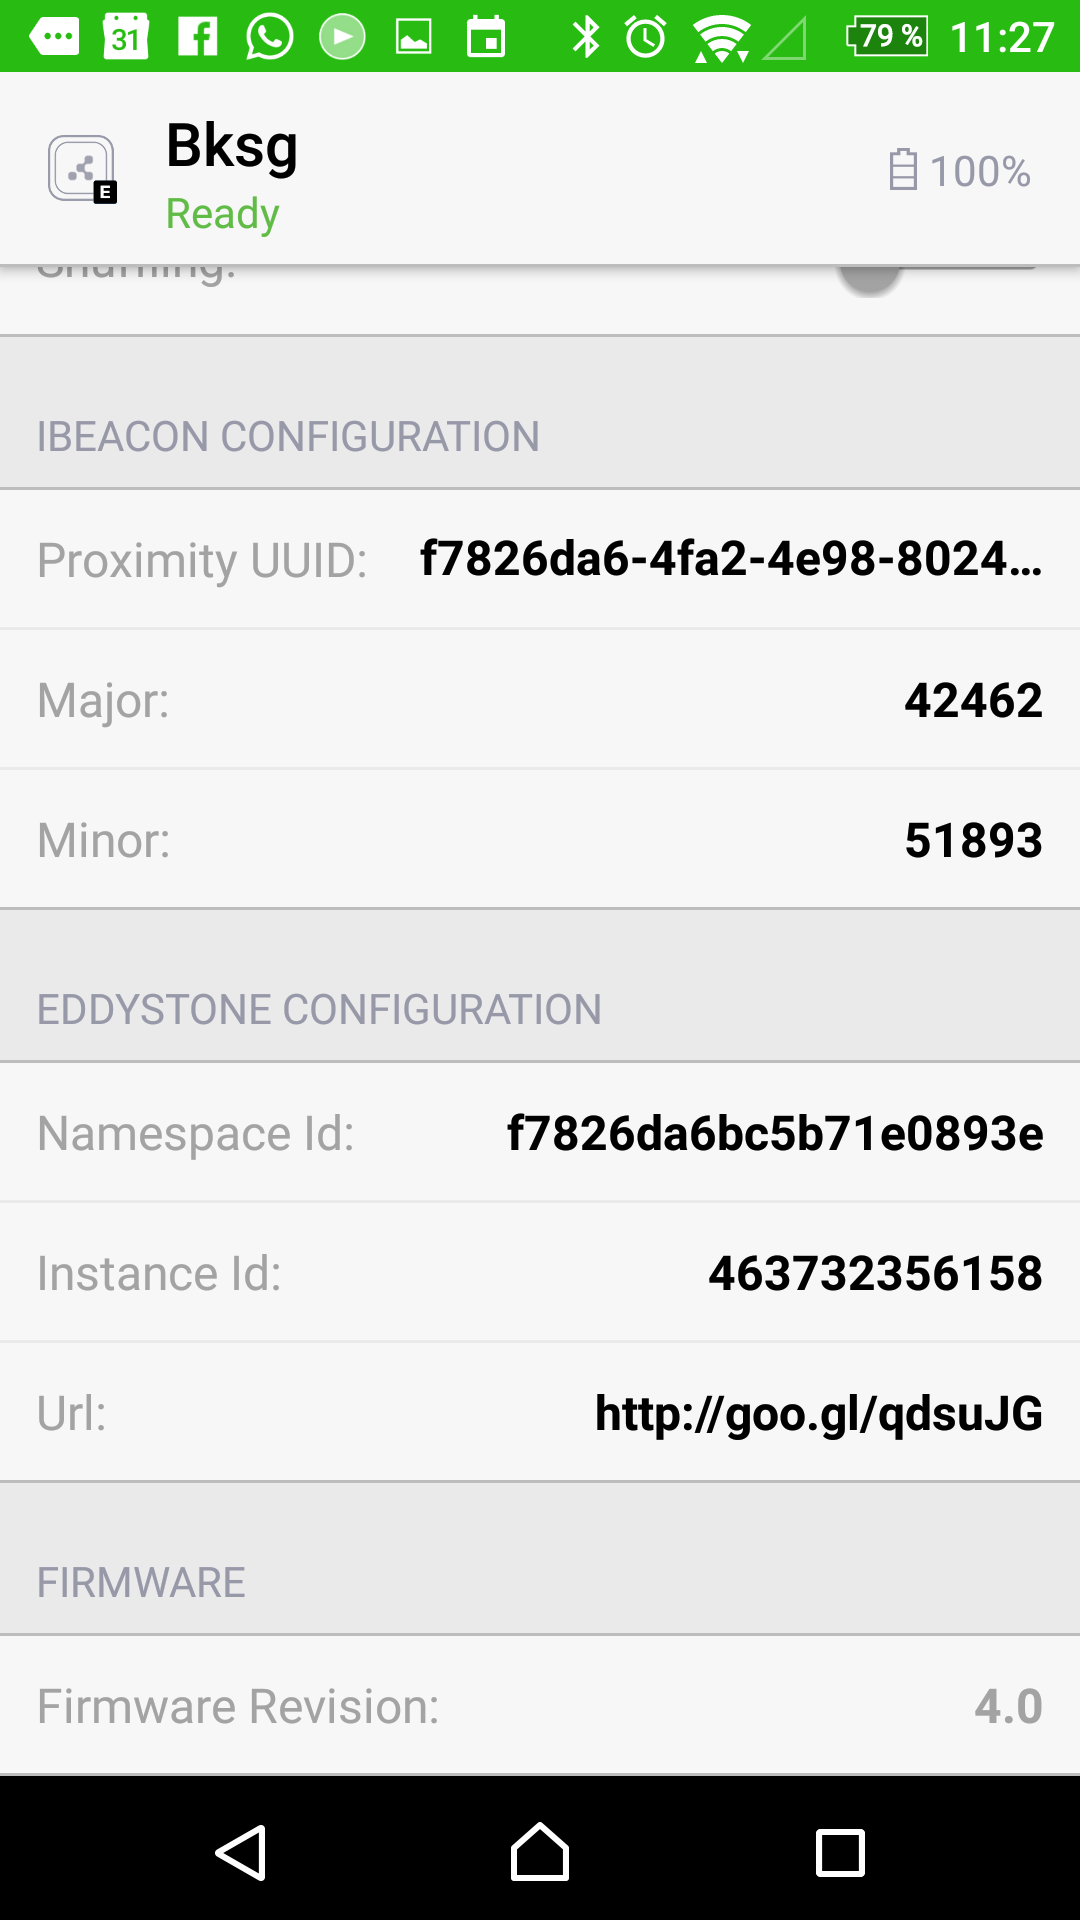 31 79 % 11:27
Bksg
100%
Ready
E
IBEACON CONFIGURATION
Proximity UUID: f7826da6-4fa2-4e98-8024...
Major: 42462
Minor: 51893
EDDYSTONE CONFIGURATION
Namespace Id: f7826da6bc5b71e0893e
Instance Id: 463732356158
Url: http://goo.gl/qdsuJG
FIRMWARE
Firmware Revision: 4.0